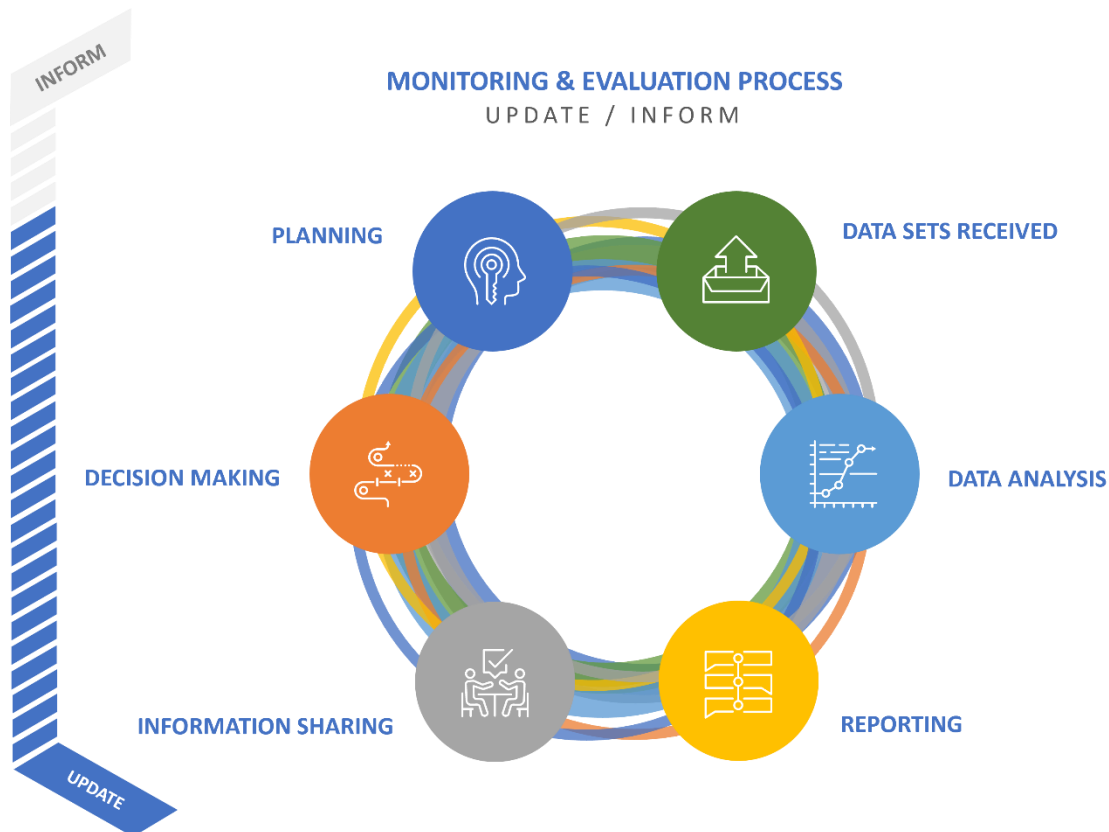 INFORM
MONITORING & EVALUATION PROCESS
UPDATE / INFORM
PLANNING
DATA SETS RECEIVED
DECISION MAKING
DATA ANALYSIS
INFORMATION SHARING
REPORTING
UPDATE